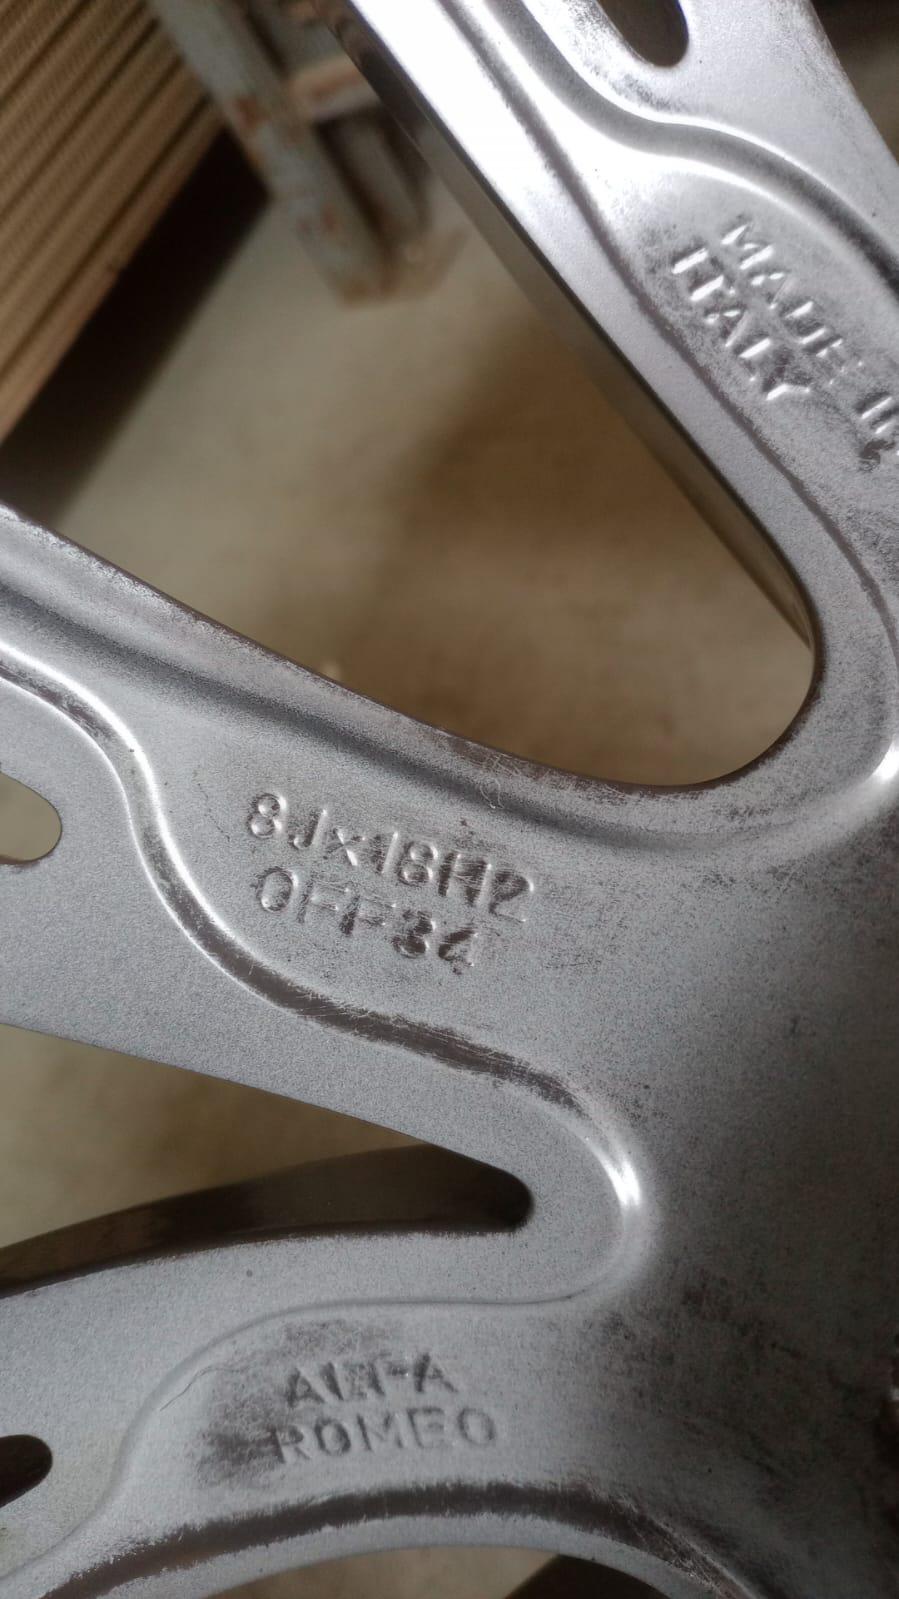 MADE IN
ITALY
8Jx18H2
OFF34
ALFA
ROMEO